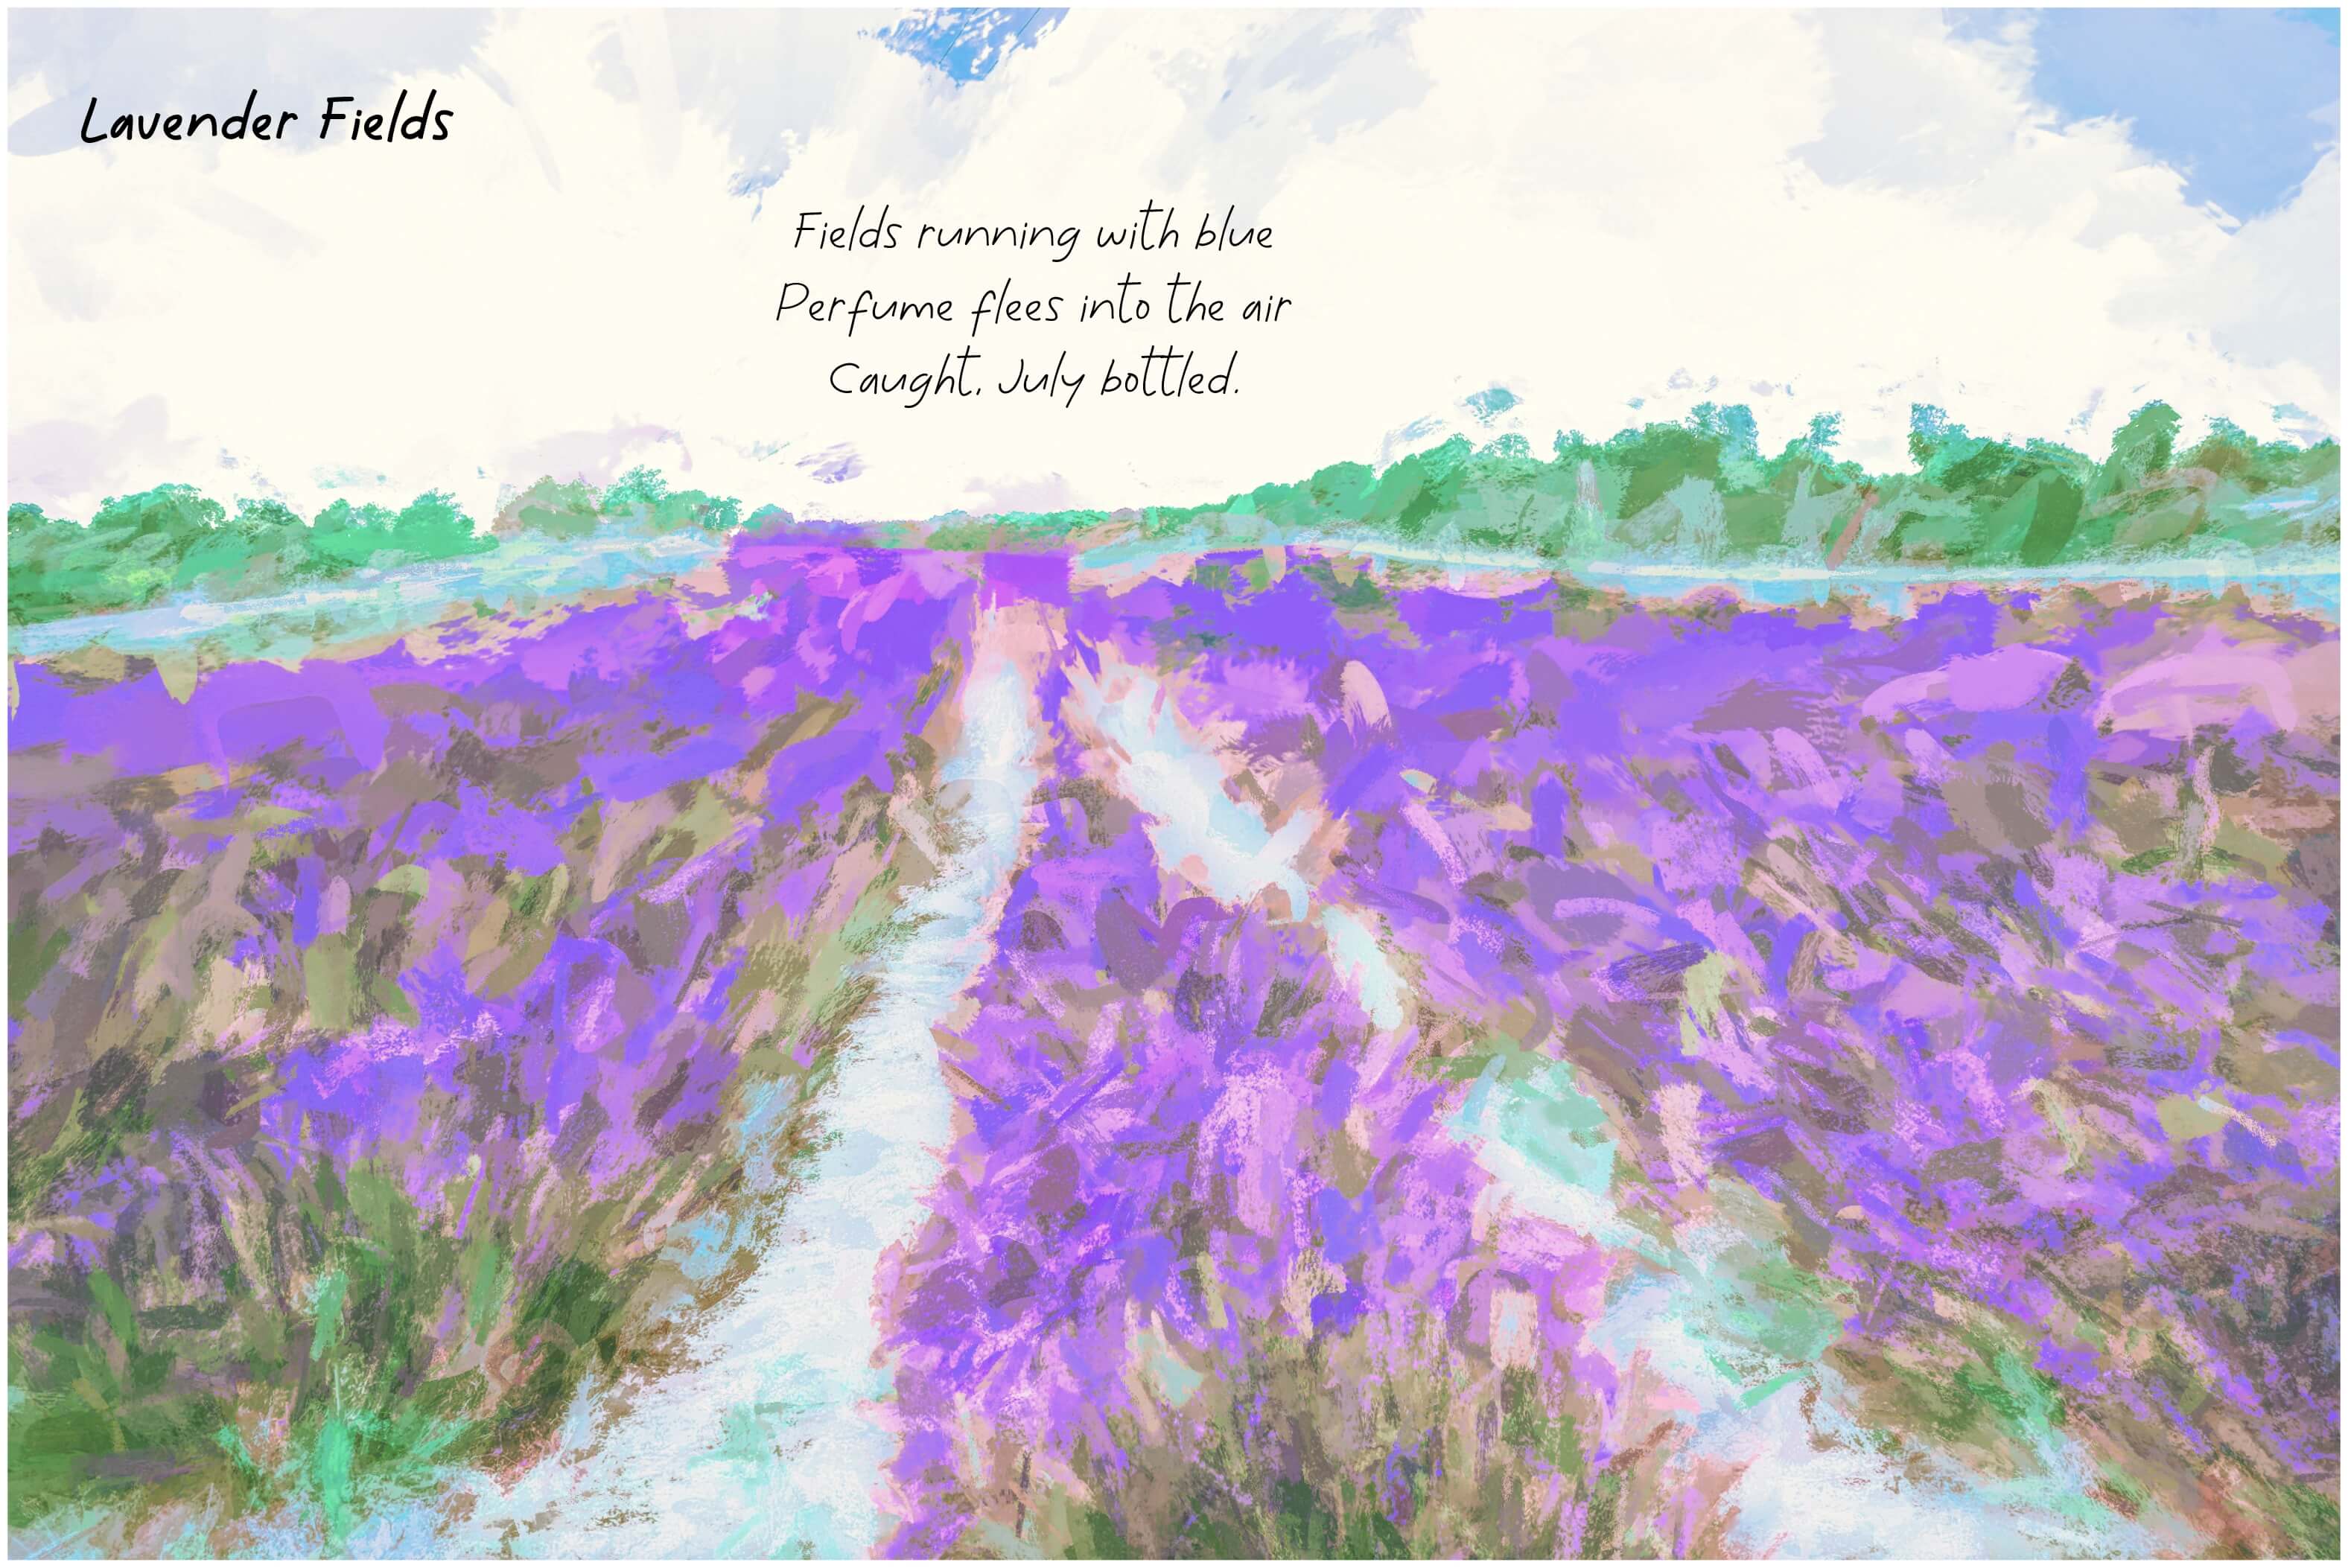 Lavender Fields
Fields running with blue
Perfume flees into the air
Caught, July bottled.